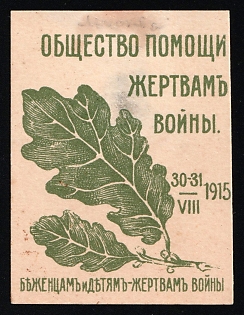 ОБЩЕСТВО ПОМОЩИ
ЖЕРТВАМЪ
ВОЙНЫ.
30-31
VIII 1915
БѢЖЕНЦАМЪ и ДѢТЯМЪ-ЖЕРТВАМЪ ВОЙНЫ